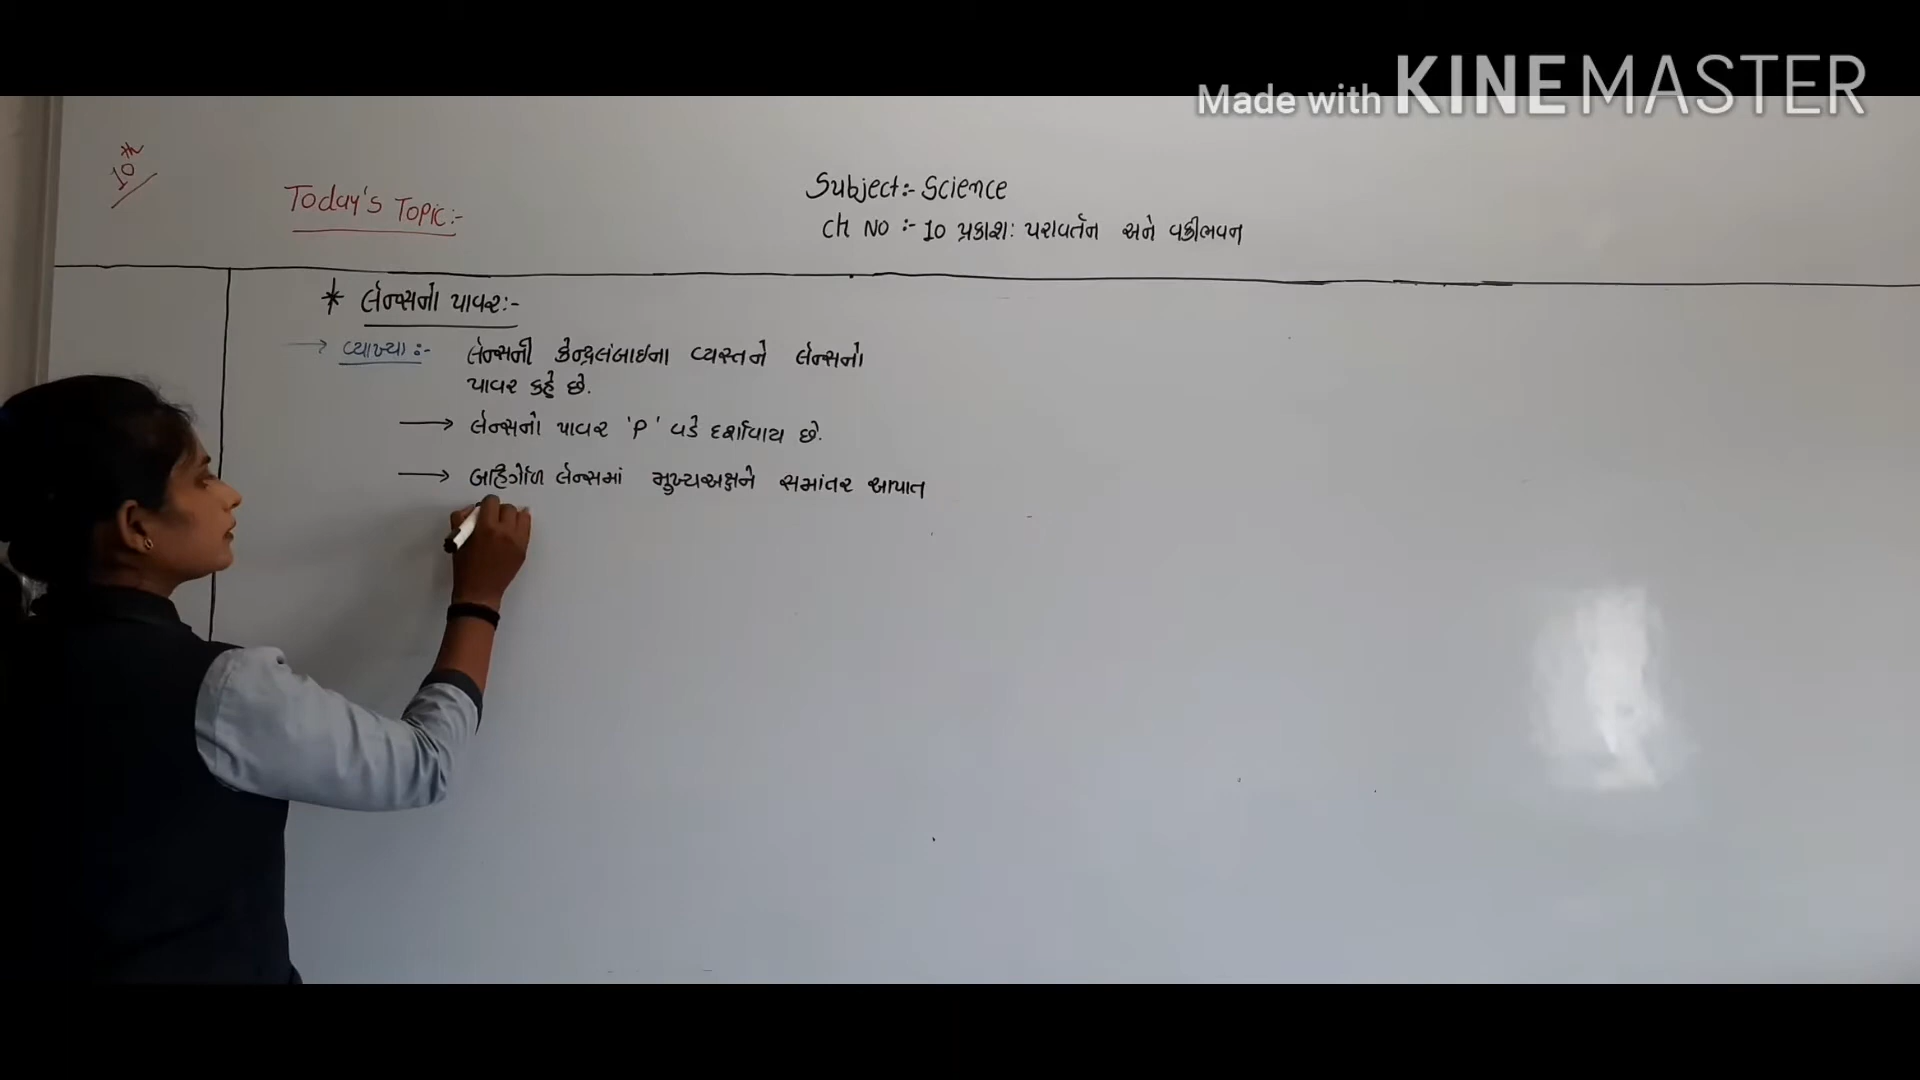 Made with KINEMASTER
10th
Today's Topic:-
Subject:- Science
Ch No :- 10 પ્રકાશ: પરાવર્તન અને વક્રીભવન
* લેન્સનો પાવર:-
→ વ્યાખ્યા :- લેન્સની કેન્દ્રલંબાઇના વ્યસ્તને લેન્સનો
પાવર કહે છે.
→ લેન્સનો પાવર 'P' વડે દર્શાવાય છે.
→ બહિર્ગોળ લેન્સમાં મુખ્યઅક્ષને સમાંતર આપાત